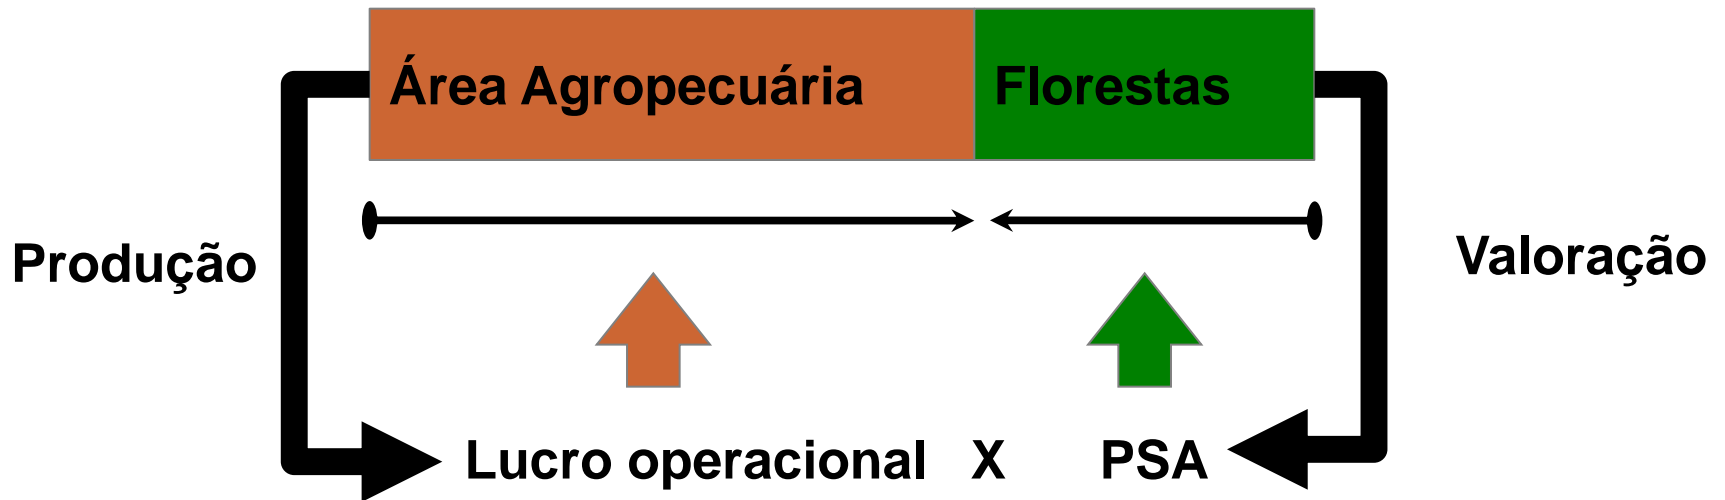 Área Agropecuária
Florestas
Produção
Valoração
Lucro operacional X PSA